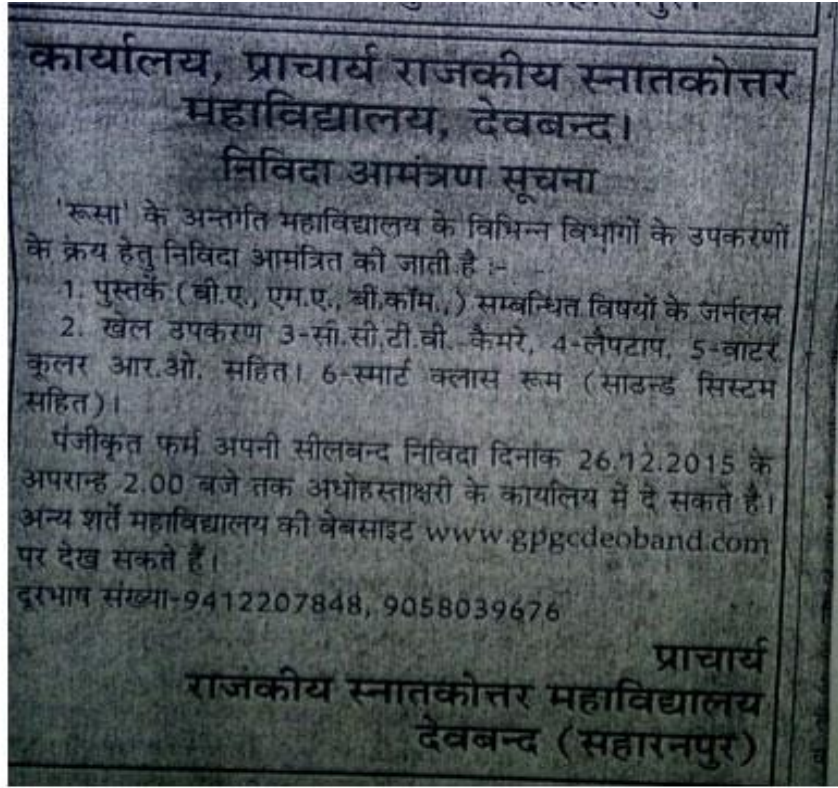 कार्यालय, प्राचार्य राजकीय स्नातकोत्तर
महाविद्यालय, देवबन्द।
निविदा आमंत्रण सूचना
'रूसा' के अन्तर्गत महाविद्यालय के विभिन्न विभागों के उपकरणों
के क्रय हेतु निविदा आमंत्रित की जाती है :-
1. पुस्तकें (बी.ए., एम.ए., बी.कॉम.,) सम्बन्धित विषयों के जर्नलस
2. खेल उपकरण 3-सी.सी.टी.वी. कैमरे, 4-लैपटाप, 5-वाटर
कूलर आर.ओ. सहित। 6-स्मार्ट क्लास रूम (साउन्ड सिस्टम
सहित)।
पंजीकृत फर्म अपनी सीलबन्द निविदा दिनांक 26.12.2015 के
अपरान्ह 2.00 बजे तक अधोहस्ताक्षरी के कार्यालय में दे सकते है।
अन्य शर्ते महाविद्यालय की वेबसाइट www.gpgcdeoband.com
पर देख सकते हैं।
दूरभाष संख्या-9412207848, 9058039676
प्राचार्य
राजकीय स्नातकोत्तर महाविद्यालय
देवबन्द (सहारनपुर)